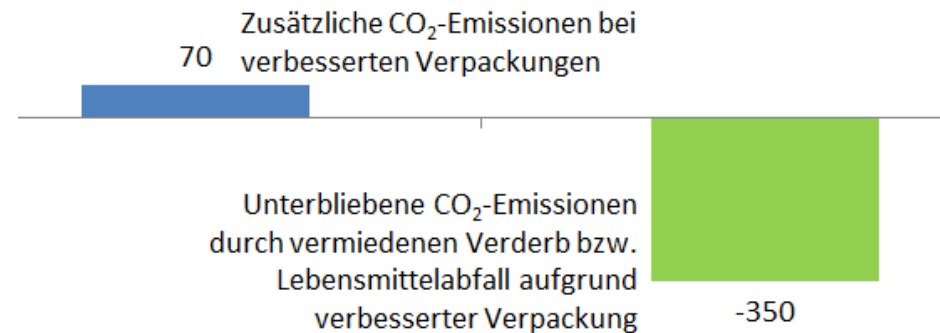 Zusätzliche CO₂-Emissionen bei
70 verbesserten Verpackungen
Unterbliebene CO₂-Emissionen
durch vermiedenen Verderb bzw.
Lebensmittelabfall aufgrund
verbesserter Verpackung
-350